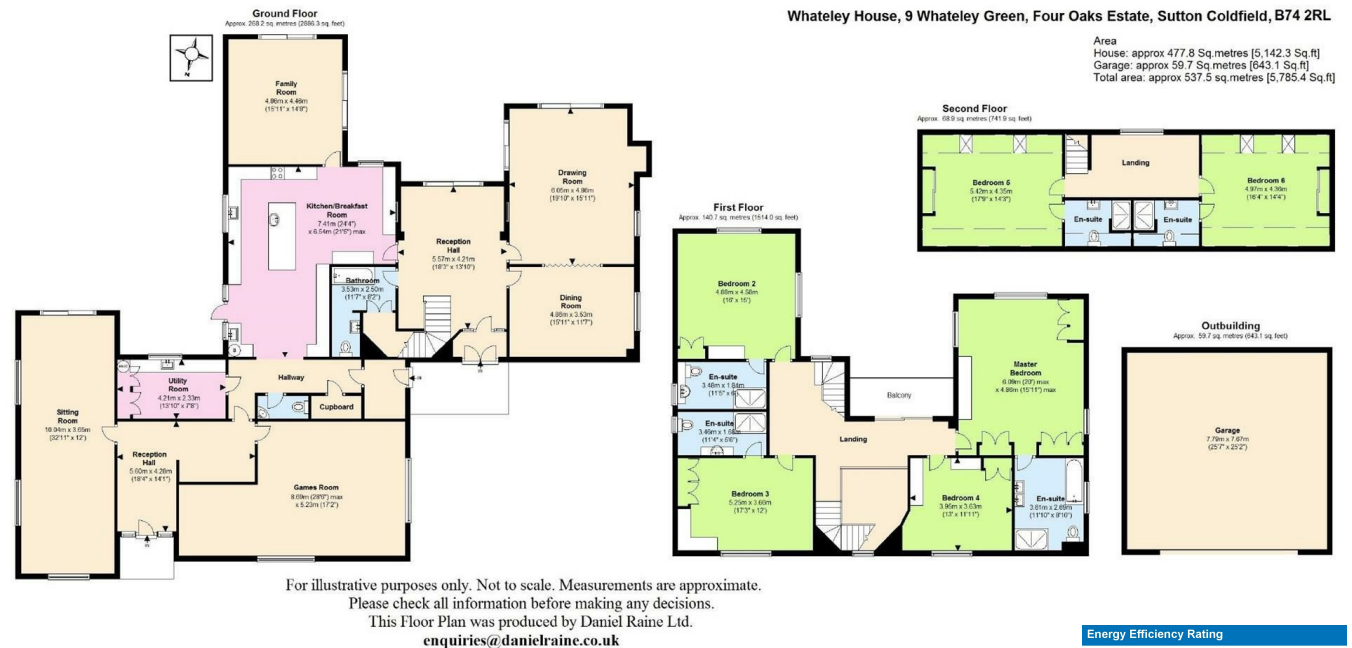 Whateley House, 9 Whateley Green, Four Oaks Estate, Sutton Coldfield, B74 2RL
Area
House: approx 477.8 Sq.metres [5,142.3 Sq.ft]
Garage: approx 59.7 Sq.metres [643.1 Sq.ft]
Total area: approx 537.5 sq.metres [5,785.4 Sq.ft]
Ground Floor
Approx. 268.2 sq. metres (2886.3 sq. feet)
N
Family
Room
4.86m x 4.46m
(15'11" x 14'8")
Kitchen/Breakfast
Room
7.41m (24'4")
x 6.54m (21'5") max
Reception
Hall
5.57m x 4.21m
(18'3" x 13'10")
Drawing
Room
6.05m x 4.86m
(19'10" x 15'11")
Dining
Room
4.86m x 3.53m
(15'11" x 11'7")
Bathroom
3.53m x 2.50m
(11'7" x 8'2")
Hallway
Cupboard
Utility
Room
4.21m x 2.33m
(13'10" x 7'8")
Sitting
Room
10.04m x 3.65m
(32'11" x 12')
Reception
Hall
5.60m x 4.28m
(18'4" x 14'1")
Games Room
8.69m (28'6") max
x 5.23m (17'2")
First Floor
Approx. 140.7 sq. metres (1514.0 sq. feet)
Bedroom 2
4.88m x 4.56m
(16' x 15')
En-suite
3.48m x 1.84m
En-suite
(11'4" x 5'6")
Bedroom 3
5.25m x 3.66m
(17'3" x 12')
Landing
Balcony
Master
Bedroom
6.09m (20') max
x 4.86m (15'11") max
Bedroom 4
3.95m x 3.63m
(13' x 11'11")
En-suite
3.61m x 2.69m
(11'10" x 8'10")
Second Floor
Approx. 68.9 sq. metres (741.9 sq. feet)
Bedroom 5
5.42m x 4.35m
(17'9" x 14'3")
Landing
En-suite
En-suite
Bedroom 6
4.97m x 4.36m
(16'4" x 14'4")
Outbuilding
Approx. 59.7 sq. metres (643.1 sq. feet)
Garage
7.79m x 7.67m
(25'7" x 25'2")
For illustrative purposes only. Not to scale. Measurements are approximate.
Please check all information before making any decisions.
This Floor Plan was produced by Daniel Raine Ltd.
enquiries@danielraine.co.uk
Energy Efficiency Rating